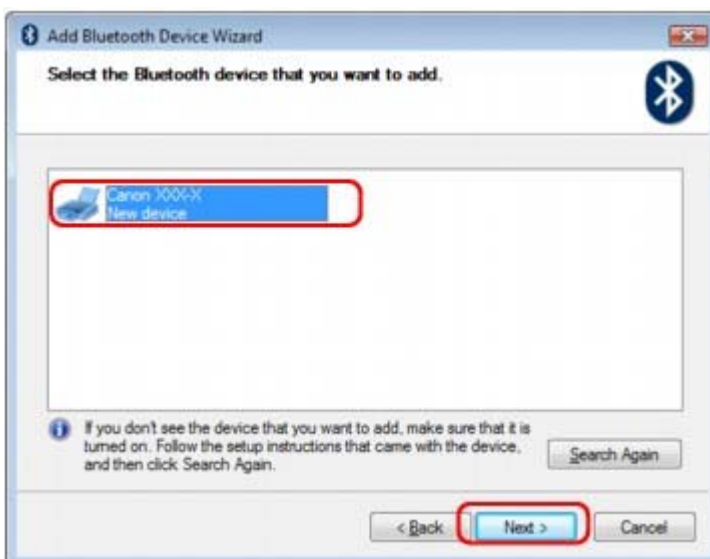 Add Bluetooth Device Wizard
Select the Bluetooth device that you want to add.
Canon XXX-X
New device
If you don't see the device that you want to add, make sure that it is
turned on. Follow the setup instructions that came with the device,
and then click Search Again.
Search Again
< Back
Next >
Cancel